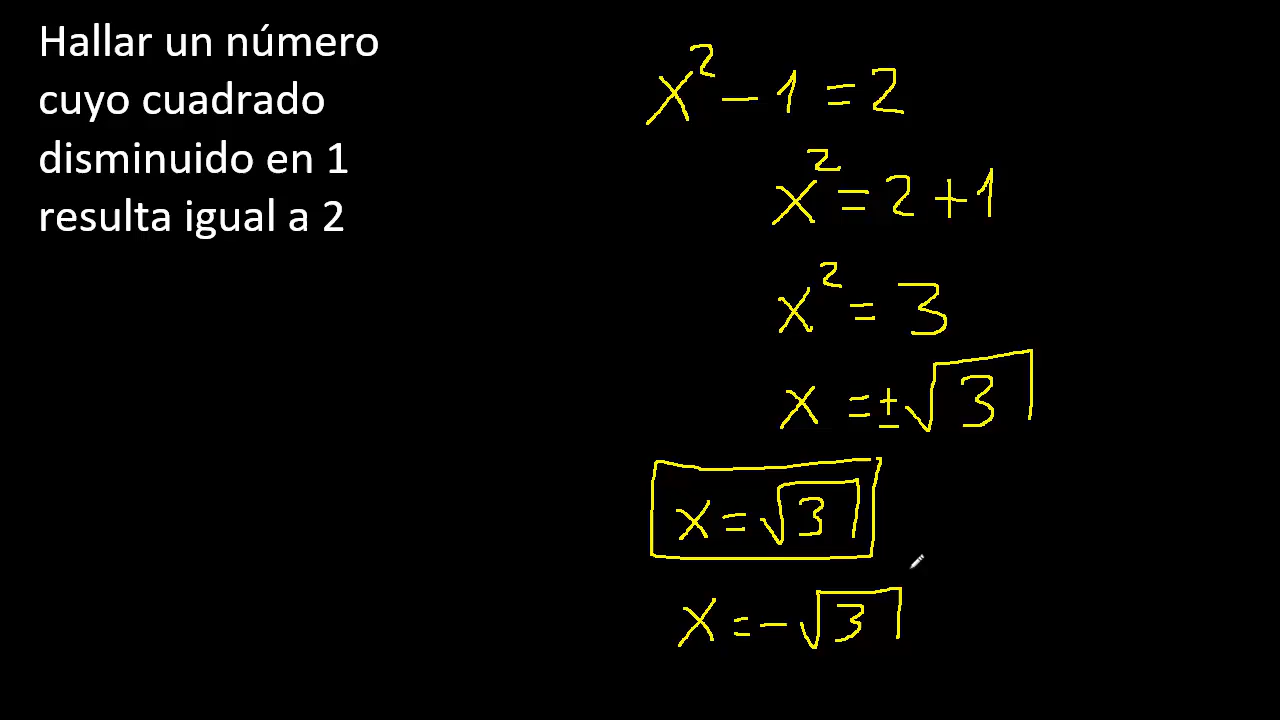 Hallar un número
cuyo cuadrado
disminuido en 1
resulta igual a 2
x² - 1 = 2
x² = 2 + 1
x² = 3
x = ±√3
x = √3
x = -√3